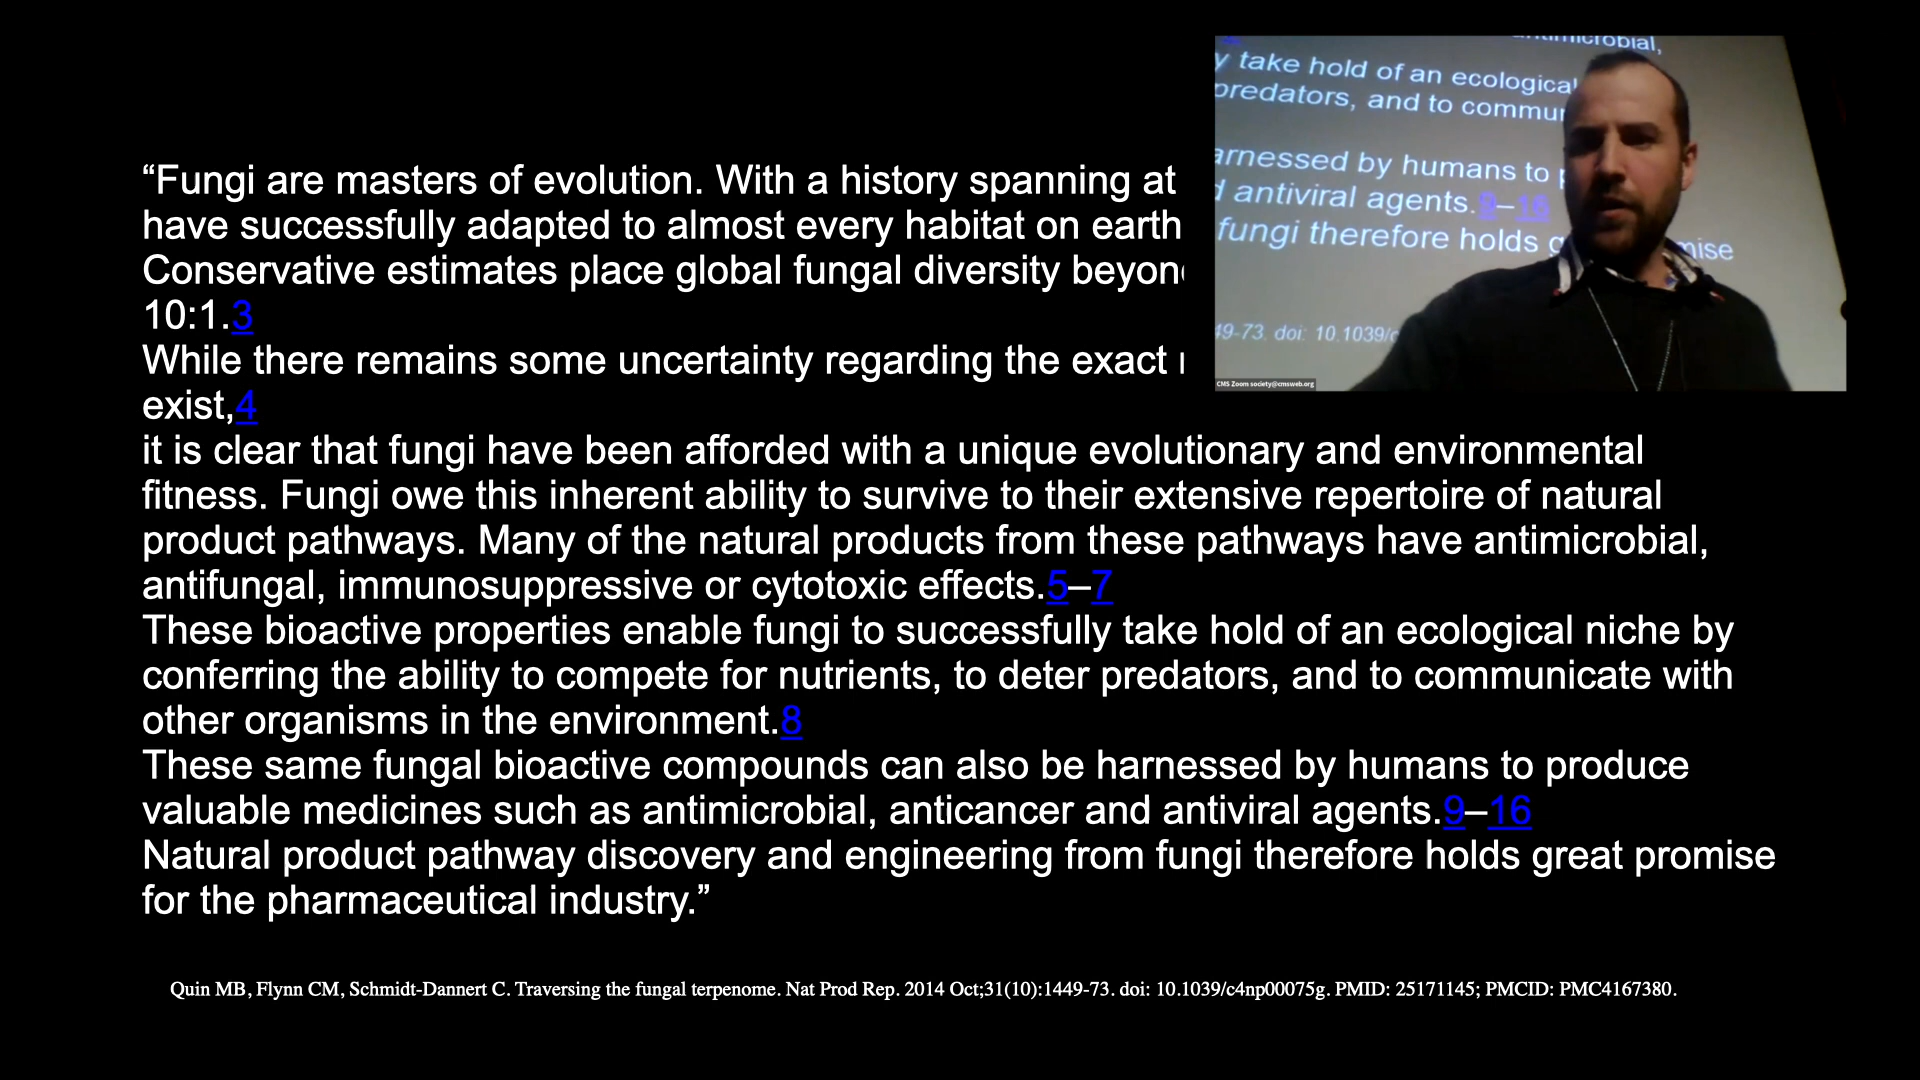 “Fungi are masters of evolution. With a history spanning at
have successfully adapted to almost every habitat on earth
Conservative estimates place global fungal diversity beyond
10:1.3
While there remains some uncertainty regarding the exact
exist,4
it is clear that fungi have been afforded with a unique evolutionary and environmental
fitness. Fungi owe this inherent ability to survive to their extensive repertoire of natural
product pathways. Many of the natural products from these pathways have antimicrobial,
antifungal, immunosuppressive or cytotoxic effects.5–7
These bioactive properties enable fungi to successfully take hold of an ecological niche by
conferring the ability to compete for nutrients, to deter predators, and to communicate with
other organisms in the environment.8
These same fungal bioactive compounds can also be harnessed by humans to produce
valuable medicines such as antimicrobial, anticancer and antiviral agents.9–16
Natural product pathway discovery and engineering from fungi therefore holds great promise
for the pharmaceutical industry.”
Quin MB, Flynn CM, Schmidt-Dannert C. Traversing the fungal terpenome. Nat Prod Rep. 2014 Oct;31(10):1449-73. doi: 10.1039/c4np00075g. PMID: 25171145; PMCID: PMC4167380.
antimicrobial,
y take hold of an ecological
predators, and to commu
arnessed by humans to
d antiviral agents.9–16
fungi therefore holds g mise
49-73. doi: 10.1039/c
CMS Zoom society@cmsweb.org